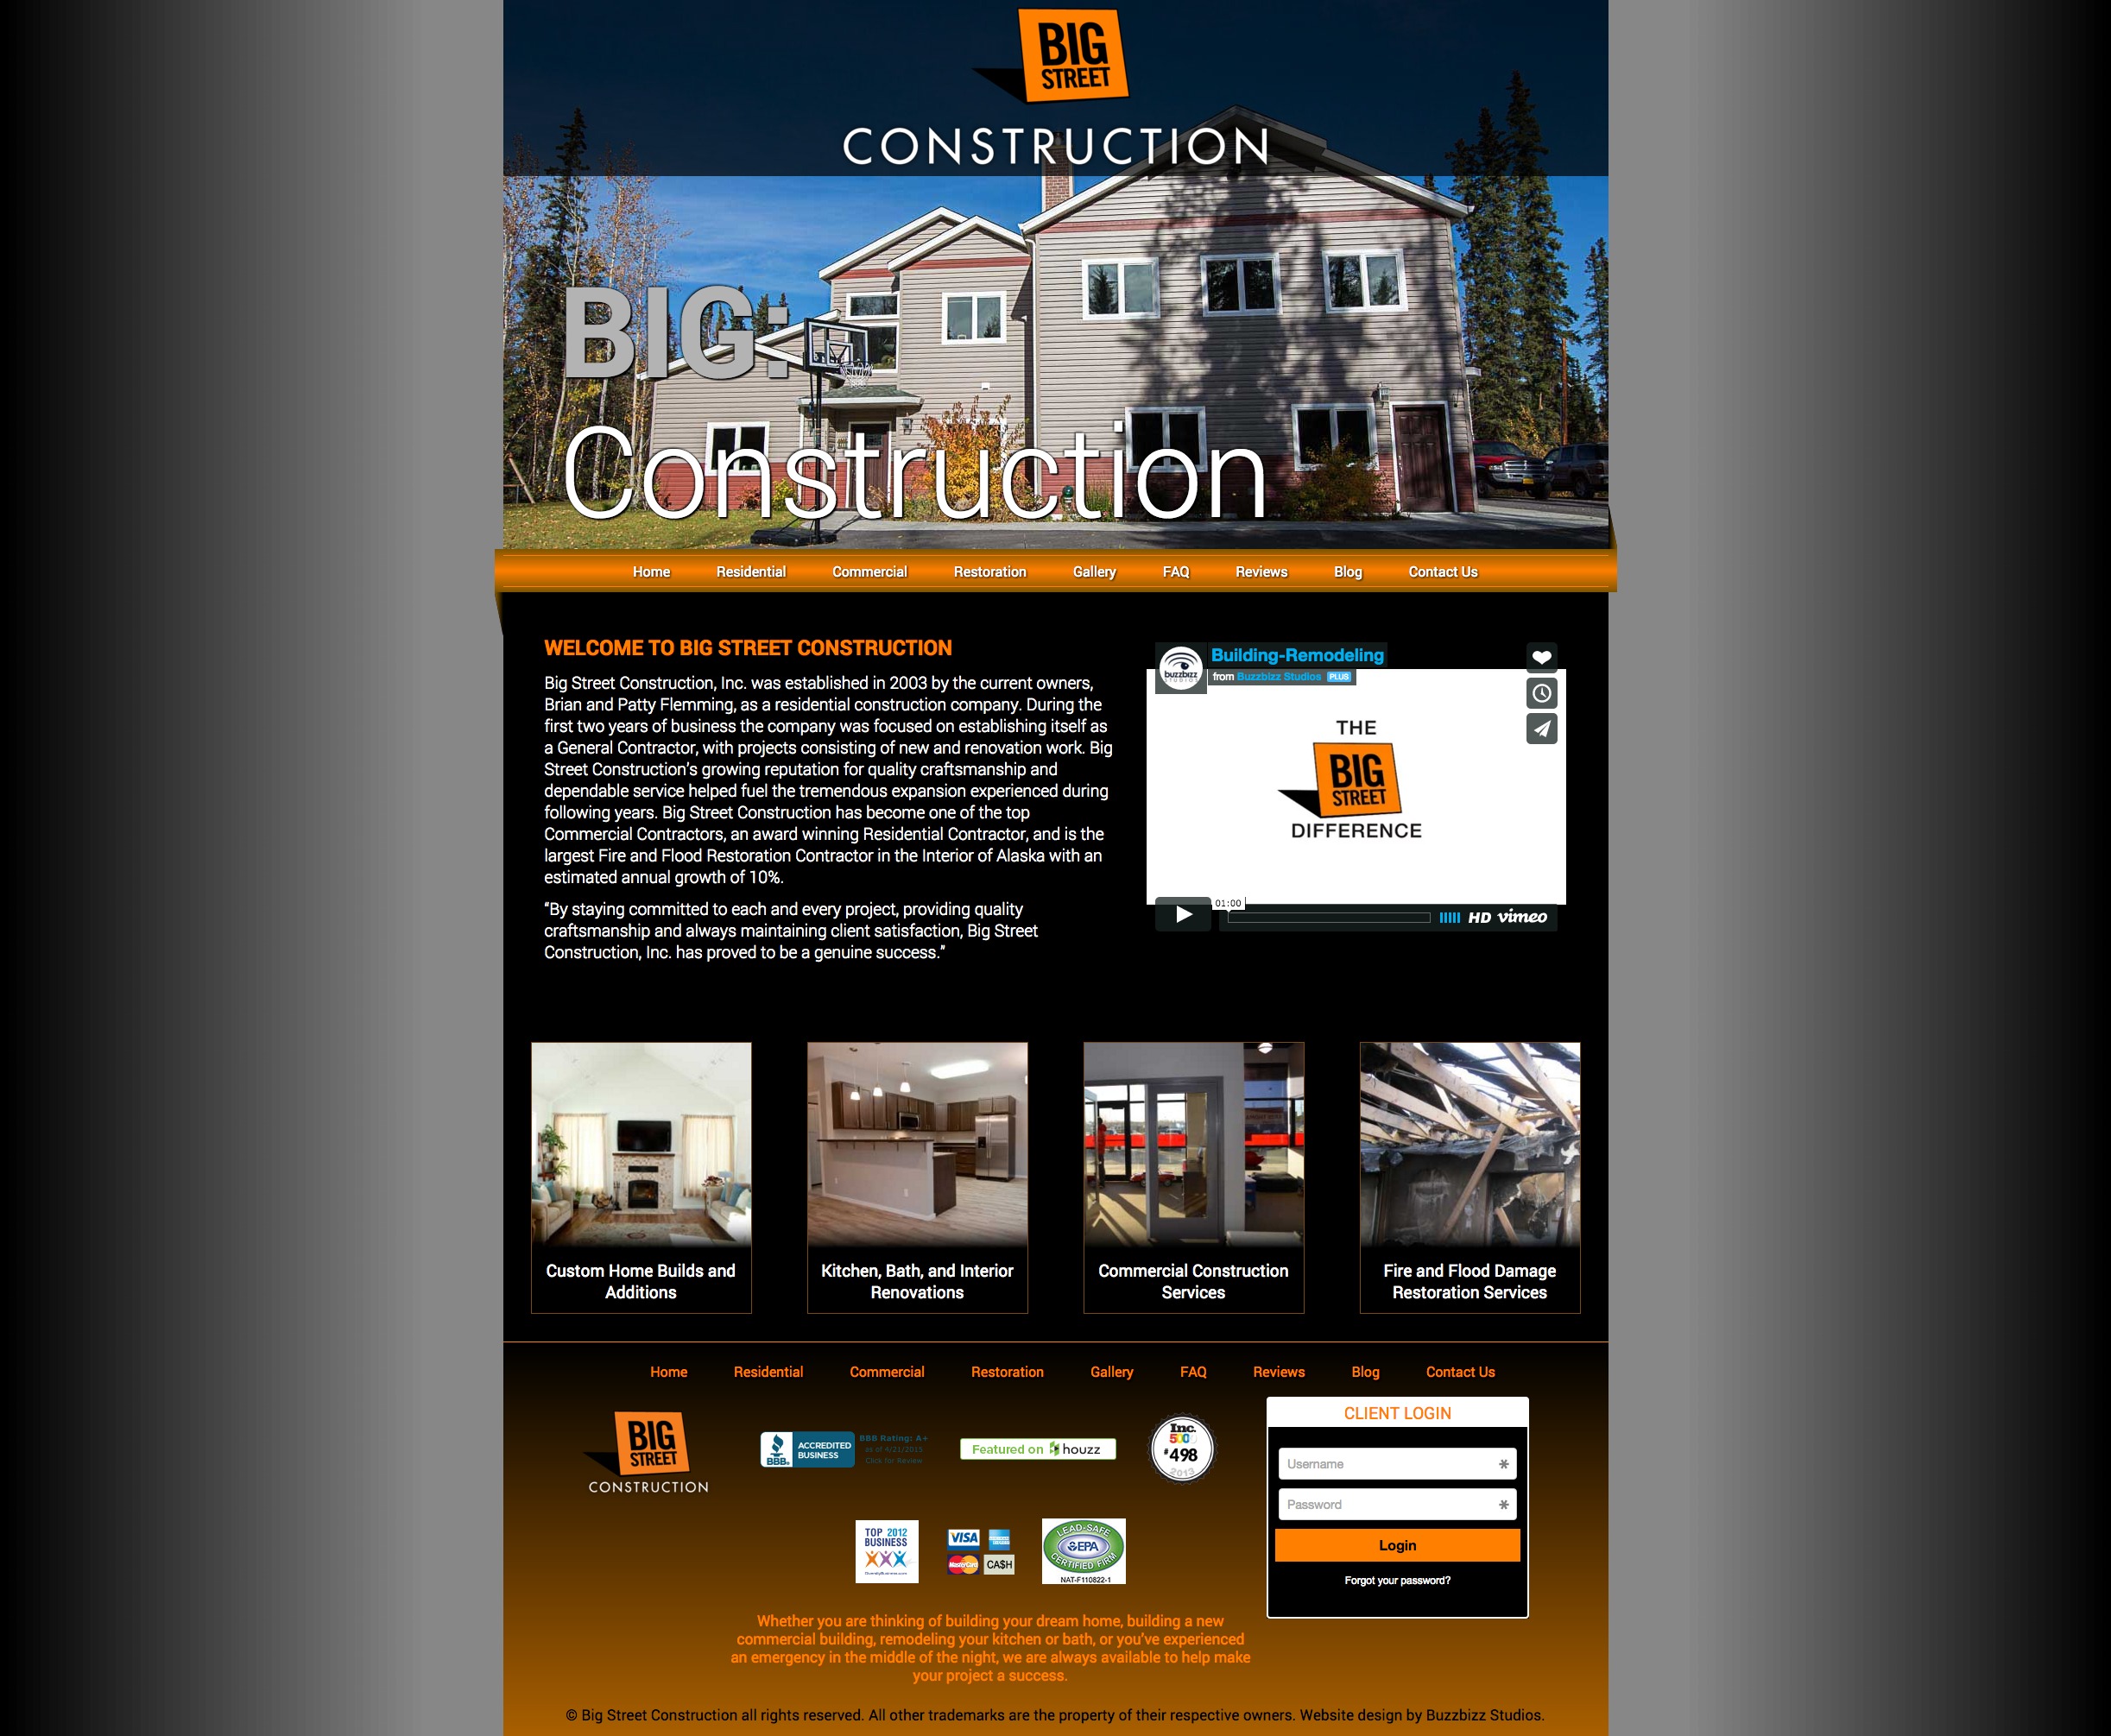 BIG
STREET
CONSTRUCTION
BIG:
Construction
Home Residential Commercial Restoration Gallery FAQ Reviews Blog Contact Us
WELCOME TO BIG STREET CONSTRUCTION
Big Street Construction, Inc. was established in 2003 by the current owners,
Brian and Patty Flemming, as a residential construction company. During the
first two years of business the company was focused on establishing itself as
a General Contractor, with projects consisting of new and renovation work. Big
Street Construction's growing reputation for quality craftsmanship and
dependable service helped fuel the tremendous expansion experienced during
following years. Big Street Construction has become one of the top
Commercial Contractors, an award winning Residential Contractor, and is the
largest Fire and Flood Restoration Contractor in the Interior of Alaska with an
estimated annual growth of 10%.
“By staying committed to each and every project, providing quality
craftsmanship and always maintaining client satisfaction, Big Street
Construction, Inc. has proved to be a genuine success.”
buzzbizz
STUDIOS
Building-Remodeling
from Buzzbizz Studios PLUS
THE
BIG
STREET
DIFFERENCE
01:00
HD vimeo
Custom Home Builds and
Additions
Kitchen, Bath, and Interior
Renovations
Commercial Construction
Services
Fire and Flood Damage
Restoration Services
Home Residential Commercial Restoration Gallery FAQ Reviews Blog Contact Us
BIG
STREET
CONSTRUCTION
BBB.
ACCREDITED
BUSINESS
BBB Rating: A+
as of 4/21/2015
Click for Review
Featured on houzz
Inc.
5000
#498
2013
CLIENT LOGIN
Username *
Password *
Login
Forgot your password?
TOP 2012
BUSINESS
VISA
MasterCard
CA$H
LEAD-SAFE
EPA
CERTIFIED FIRM
NAT-F110822-1
Whether you are thinking of building your dream home, building a new
commercial building, remodeling your kitchen or bath, or you've experienced
an emergency in the middle of the night, we are always available to help make
your project a success.
© Big Street Construction all rights reserved. All other trademarks are the property of their respective owners. Website design by Buzzbizz Studios.